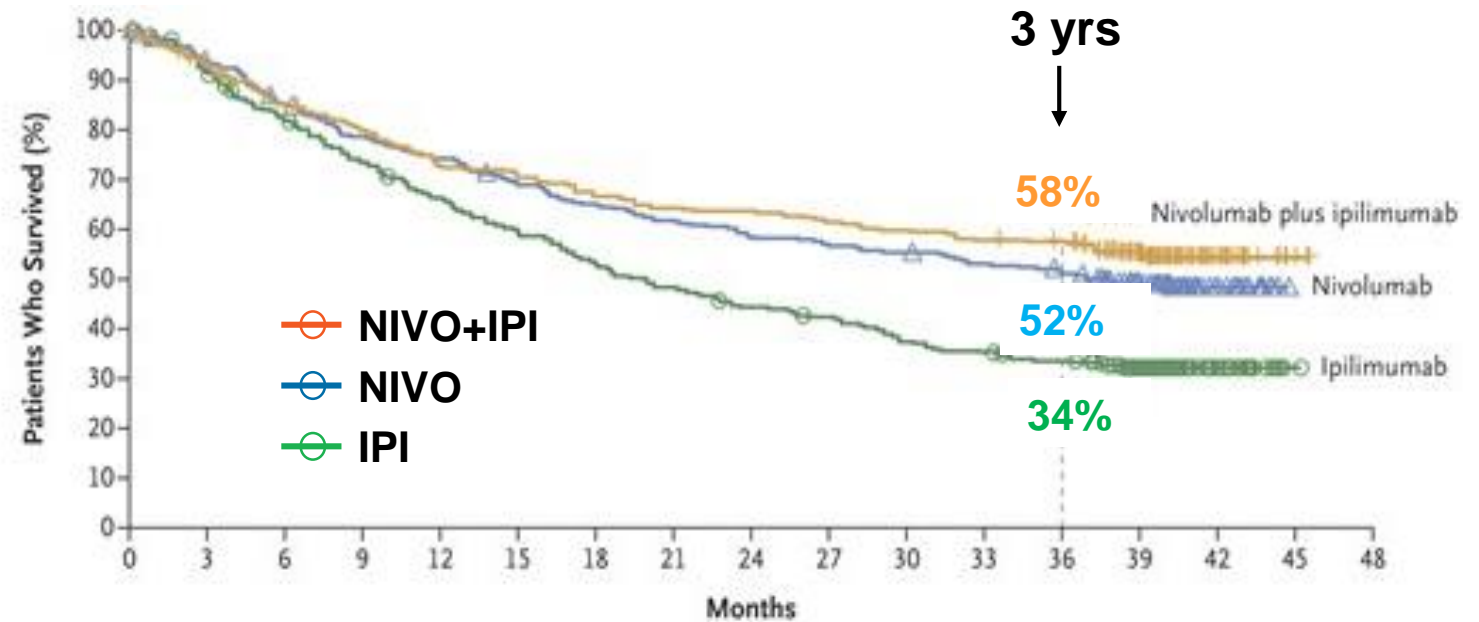 3 yrs
100
90
80
70
60
50
40
30
20
10
0
Patients Who Survived (%)
58%
Nivolumab plus ipilimumab
Nivolumab
52%
Ipilimumab
34%
NIVO+IPI
NIVO
IPI
0 3 6 9 12 15 18 21 24 27 30 33 36 39 42 45 48
Months